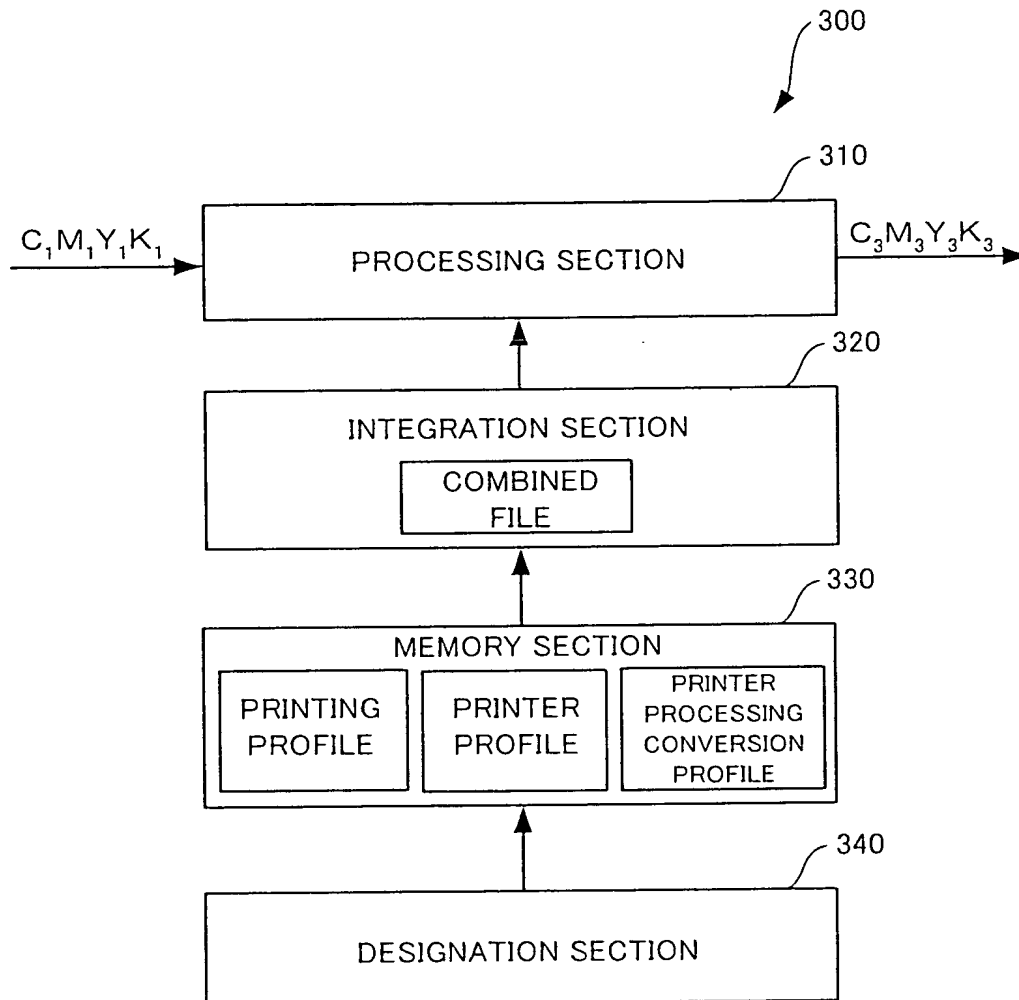 300
310
C₁M₁Y₁K₁
PROCESSING SECTION
C₃M₃Y₃K₃
320
INTEGRATION SECTION
COMBINED
FILE
330
MEMORY SECTION
PRINTING
PROFILE
PRINTER
PROFILE
PRINTER
PROCESSING
CONVERSION
PROFILE
340
DESIGNATION SECTION